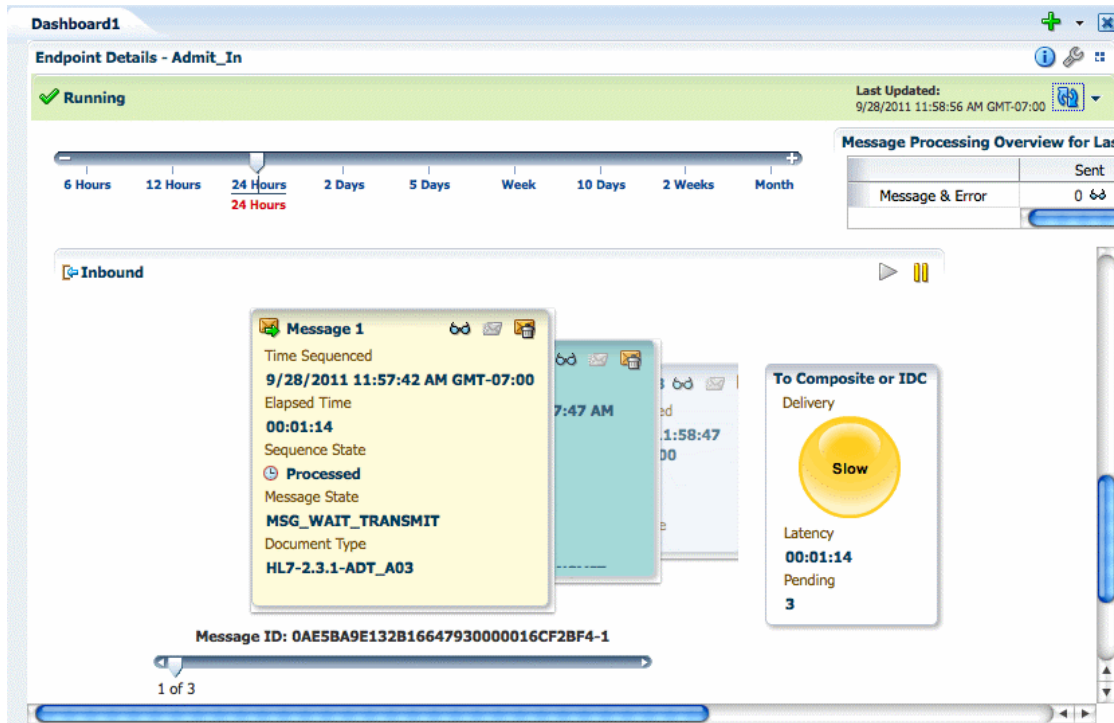 Dashboard1
Endpoint Details - Admit_In
Running
Last Updated:
9/28/2011 11:58:56 AM GMT-07:00
Message Processing Overview for Las
Sent
Message & Error
0
6 Hours
12 Hours
24 Hours
2 Days
5 Days
Week
10 Days
2 Weeks
Month
24 Hours
Inbound
Message 1
Time Sequenced
9/28/2011 11:57:42 AM GMT-07:00
Elapsed Time
00:01:14
Sequence State
Processed
Message State
MSG_WAIT_TRANSMIT
Document Type
HL7-2.3.1-ADT_A03
7:47 AM
ed
1:58:47
00
To Composite or IDC
Delivery
Slow
Latency
00:01:14
Pending
3
Message ID: 0AE5BA9E132B16647930000016CF2BF4-1
1 of 3